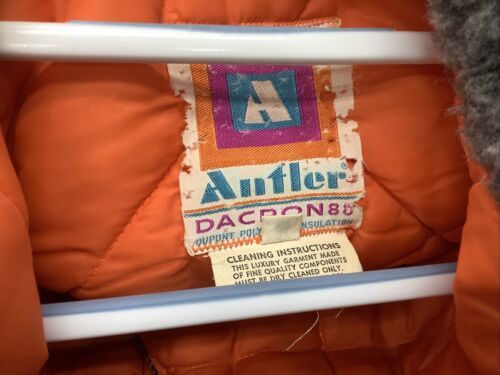 A
Antler
DACRON88
DUPONT POLY INSULATION
CLEANING INSTRUCTIONS
THIS LUXURY GARMENT MADE
OF FINE QUALITY COMPONENTS
MUST BE DRY CLEANED ONLY.